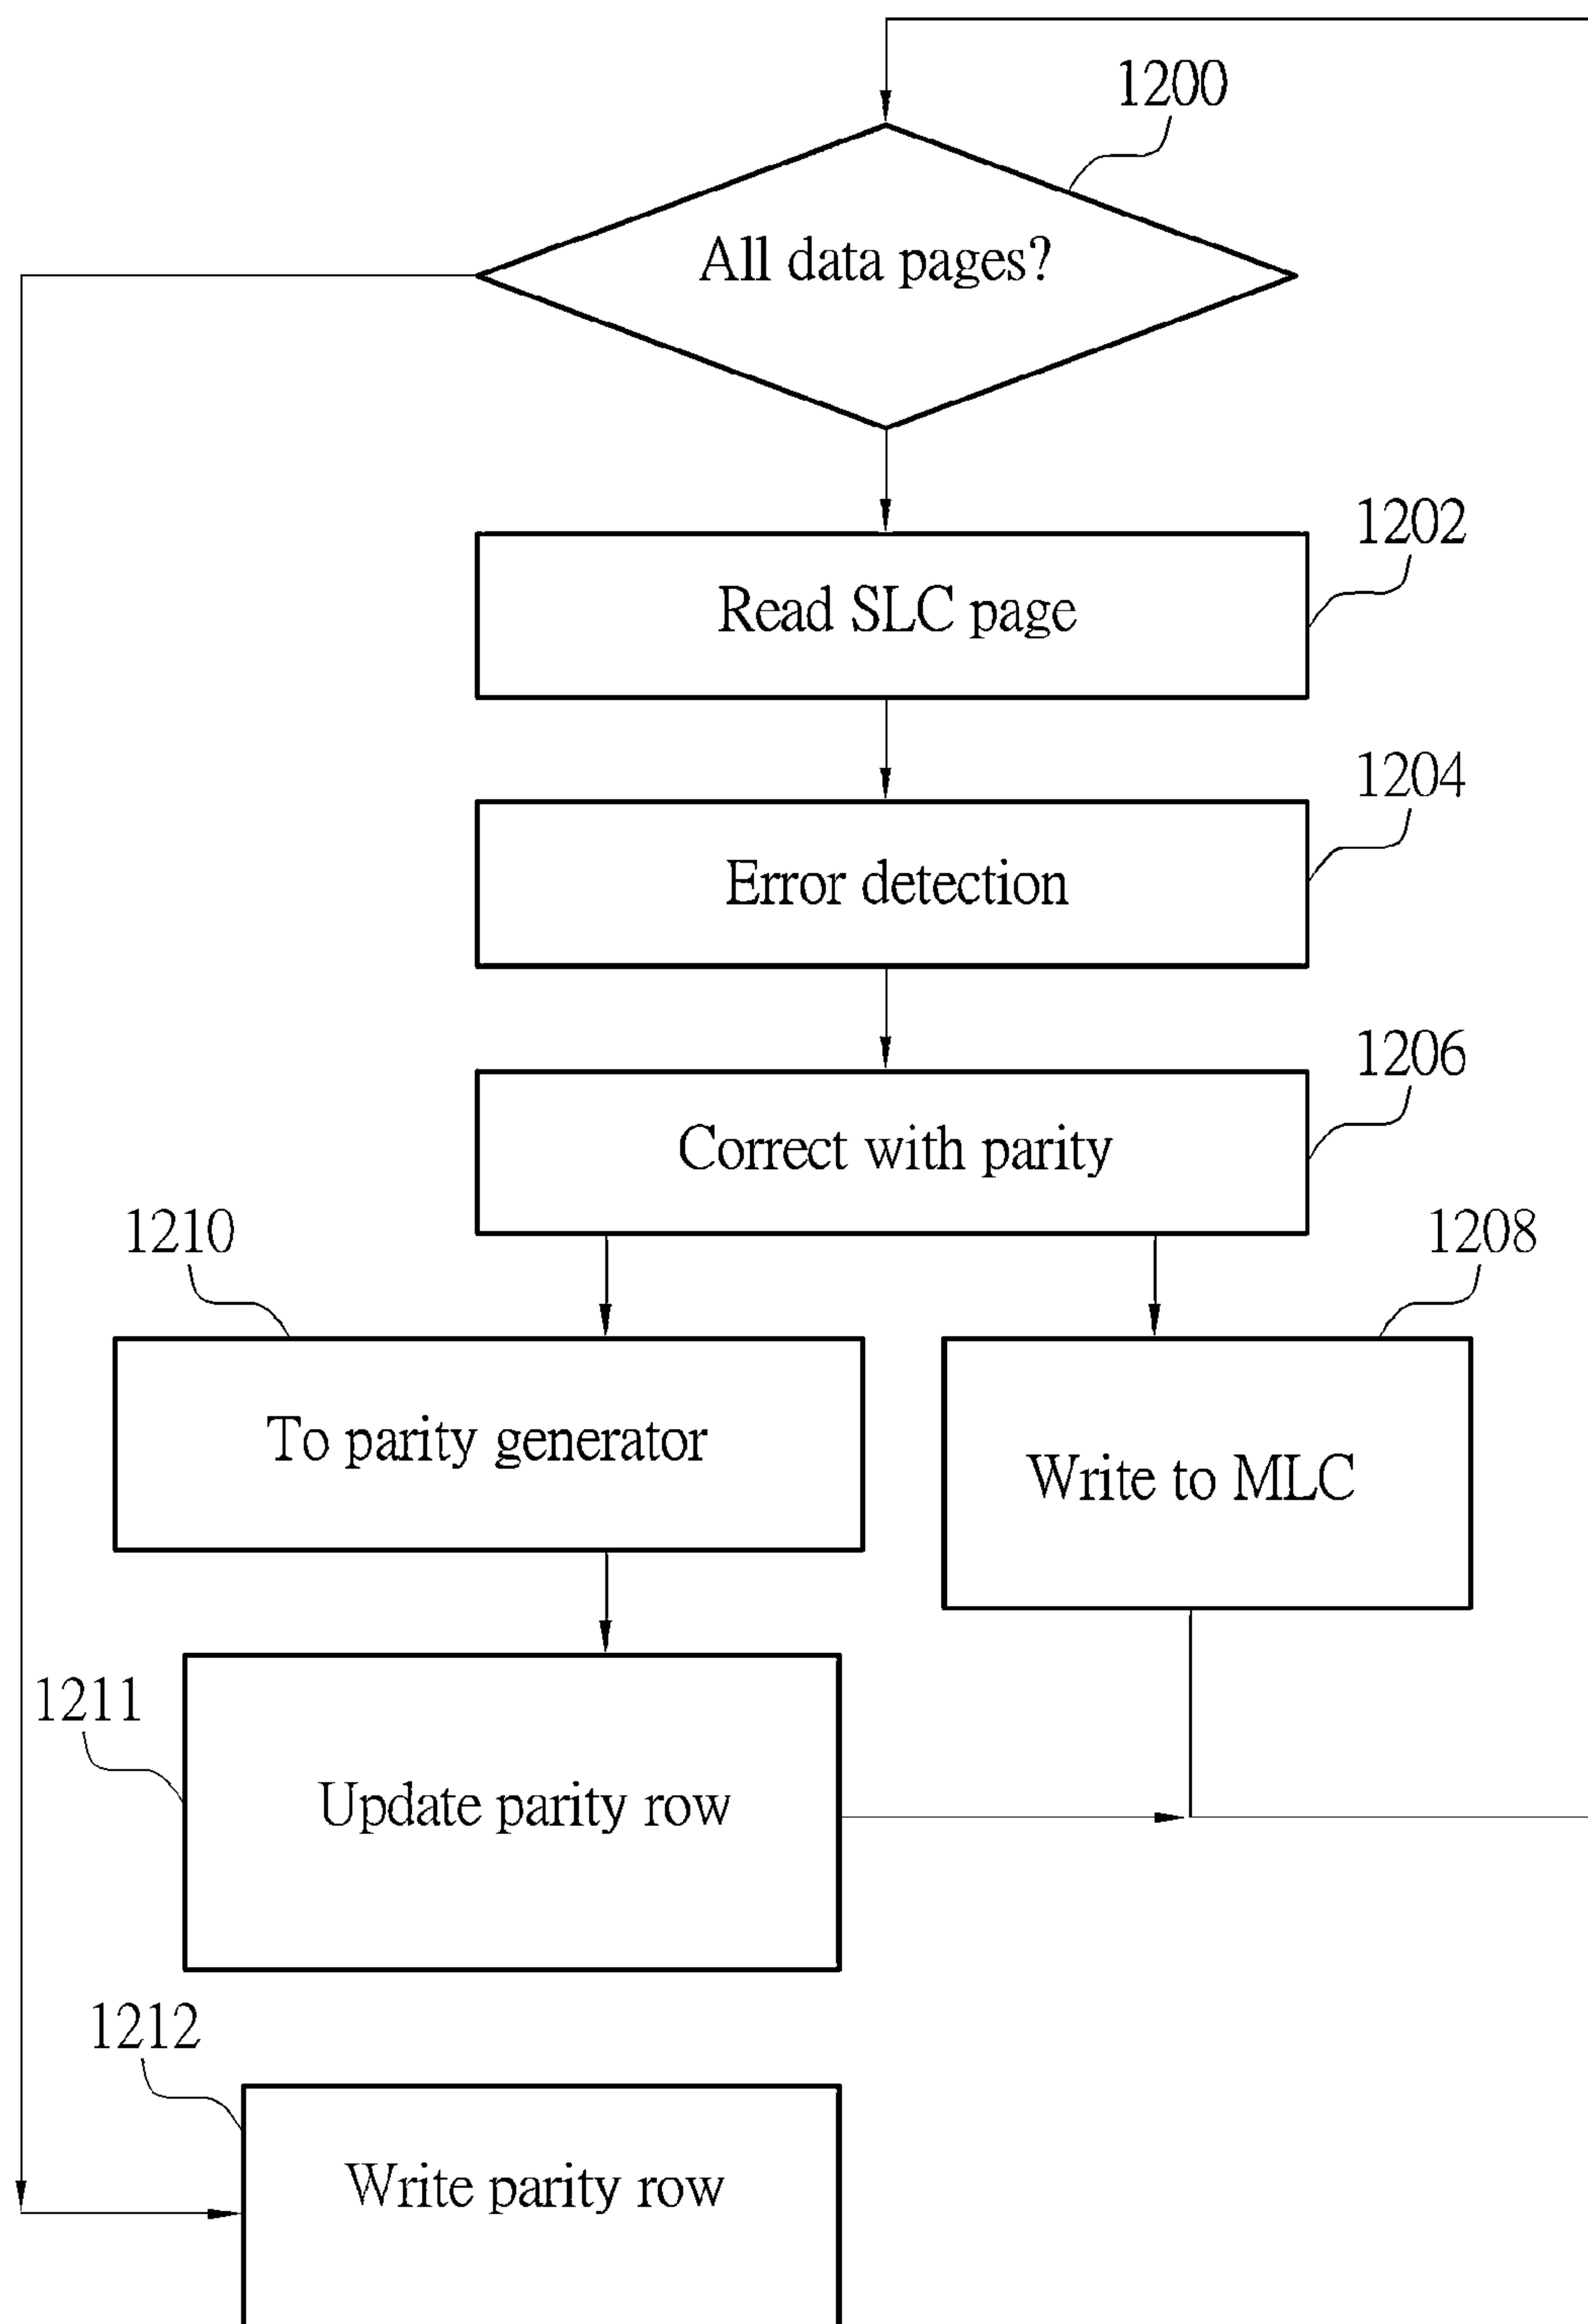 1200
All data pages?
1202
Read SLC page
1204
Error detection
1206
Correct with parity
1210
1208
To parity generator
Write to MLC
1211
Update parity row
1212
Write parity row